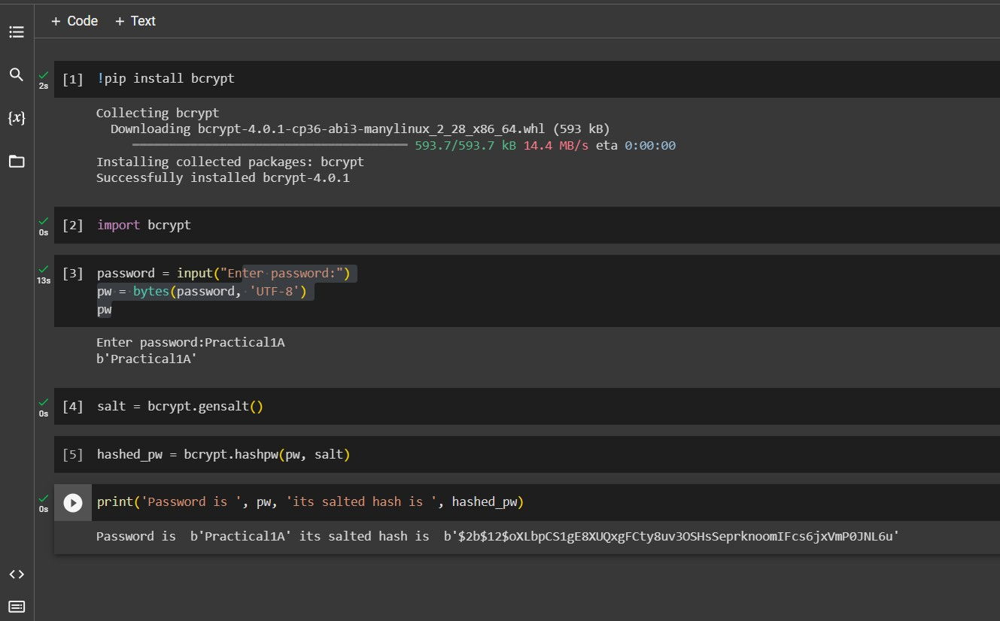 + Code + Text
2s
[1] !pip install bcrypt
Collecting bcrypt
Downloading bcrypt-4.0.1-cp36-abi3-manylinux_2_28_x86_64.whl (593 kB)
593.7/593.7 kB 14.4 MB/s eta 0:00:00
Installing collected packages: bcrypt
Successfully installed bcrypt-4.0.1
{x}
0s
[2] import bcrypt
13s
[3] password = input("Enter password:")
pw = bytes(password, 'UTF-8')
pw
Enter password:Practical1A
b'Practical1A'
0s
[4] salt = bcrypt.gensalt()
[5] hashed_pw = bcrypt.hashpw(pw, salt)
0s
print('Password is ', pw, 'its salted hash is ', hashed_pw)
Password is  b'Practical1A' its salted hash is  b'$2b$12$oXLbpCS1gE8XUQxgFCty8uv3OSHsSeprknoomIFcs6jxVmP0JNL6u'
<>